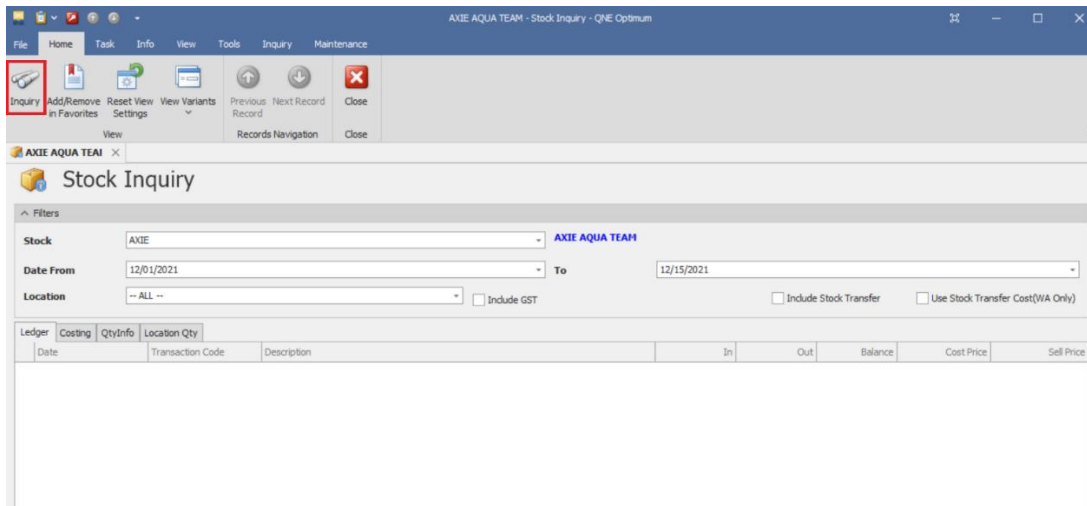 AXIE AQUA TEAM - Stock Inquiry - QNE Optimum
File Home Task Info View Tools Inquiry Maintenance
Inquiry Add/Remove in Favorites Reset View Settings View Variants Previous Record Next Record Close
View Records Navigation Close
AXIE AQUA TEAI
Stock Inquiry
Filters
Stock AXIE AXIE AQUA TEAM
Date From 12/01/2021 To 12/15/2021
Location -- ALL -- Include GST Include Stock Transfer Use Stock Transfer Cost(WA Only)
Ledger Costing QtyInfo Location Qty
Date Transaction Code Description In Out Balance Cost Price Sell Price